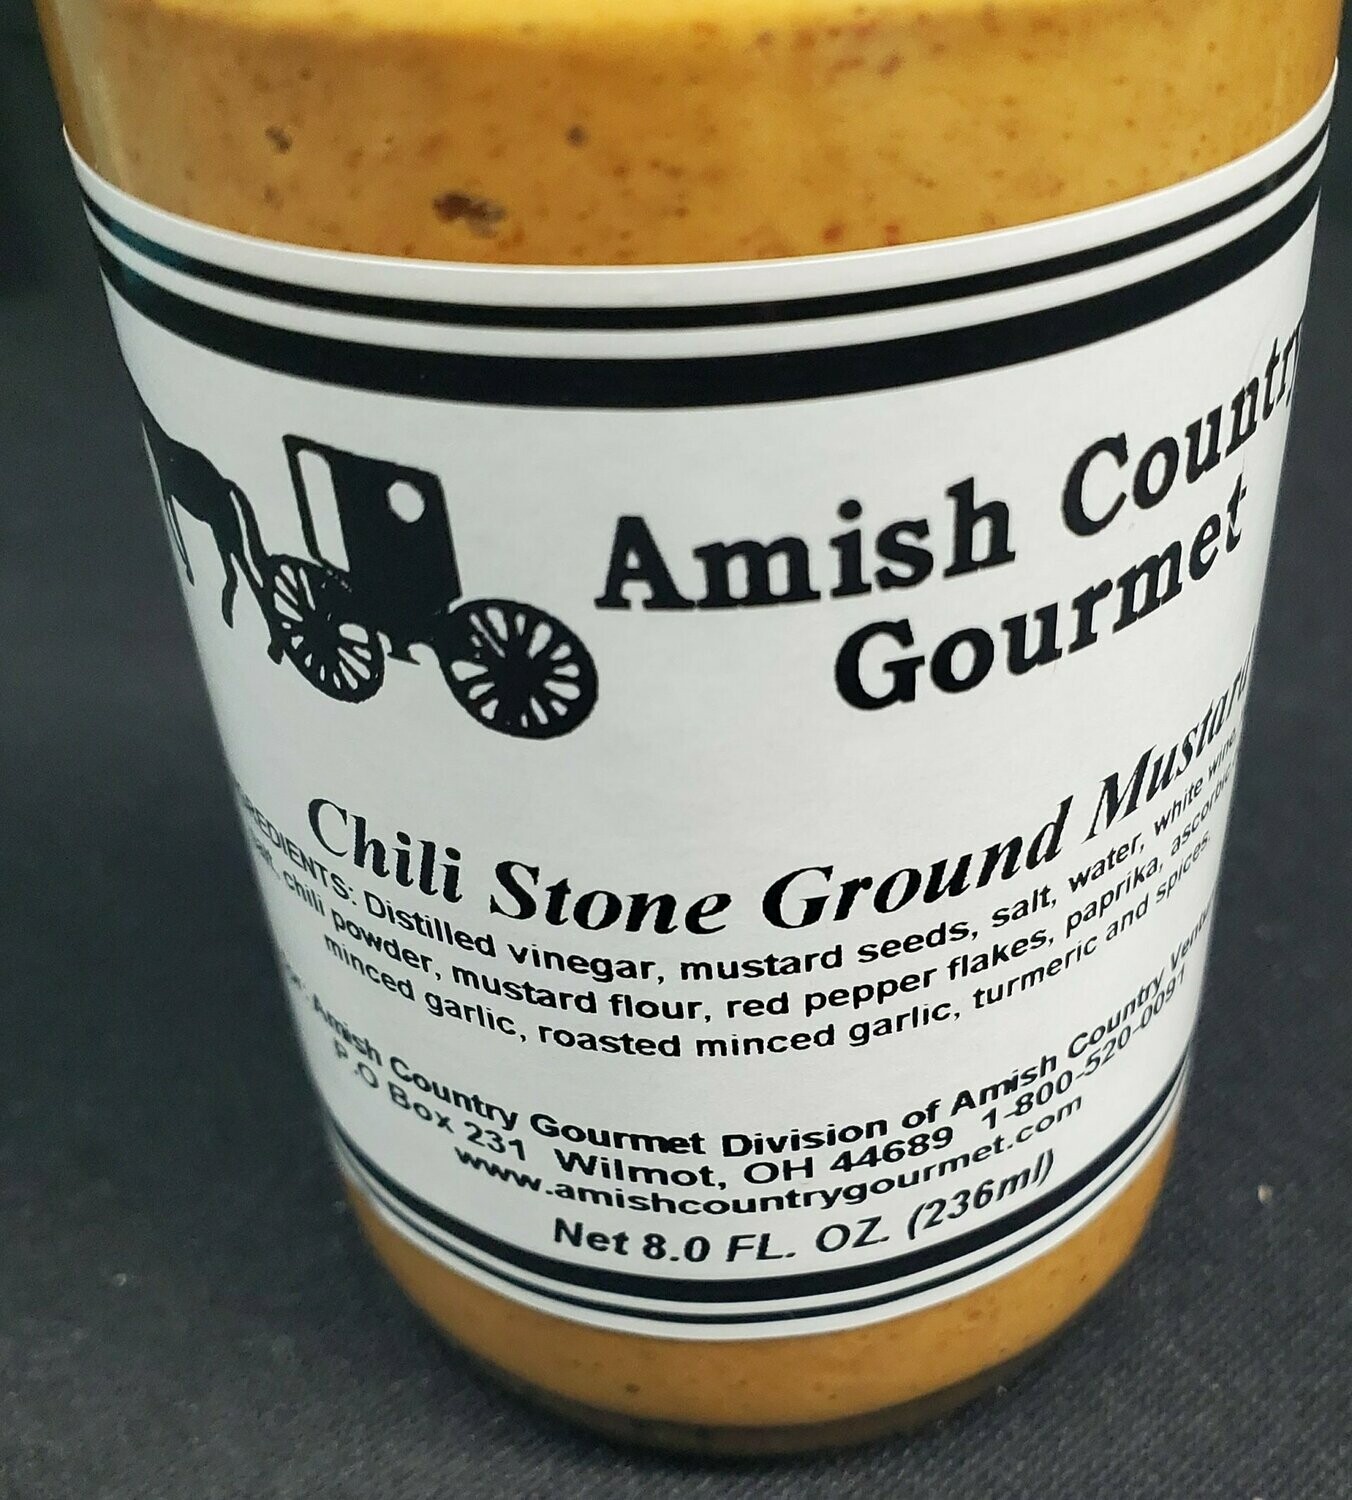 Amish Country
Gourmet
Chili Stone Ground Mustard
INGREDIENTS: Distilled vinegar, mustard seeds, salt, water, white wine,
salt, chili powder, mustard flour, red pepper flakes, paprika, ascorbic
minced garlic, roasted minced garlic, turmeric and spices.
Amish Country Gourmet Division of Amish Country
P.O Box 231 Wilmot, OH 44689 1-800-520-0091
www.amishcountrygourmet.com
Net 8.0 FL. OZ. (236ml)